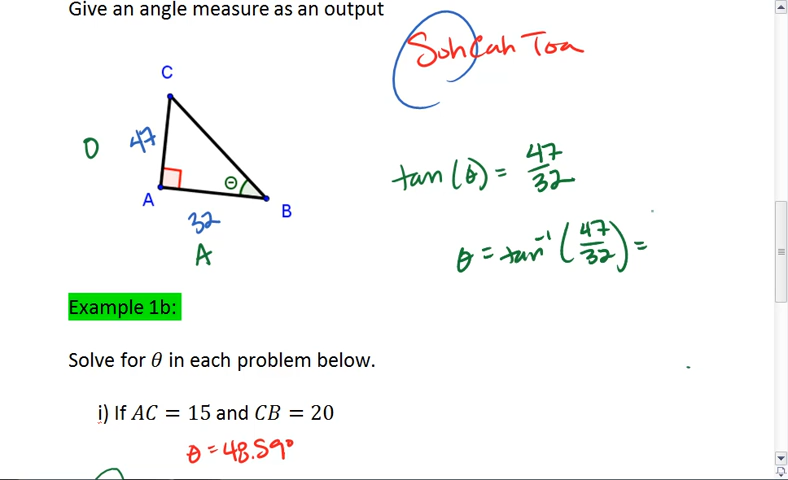 Give an angle measure as an output
SohCah Toa
C
O
47
tan(θ) = 47/32
Θ
A
B
32
A
θ = tan⁻¹(47/32) =
Example 1b:
Solve for θ in each problem below.
i) If AC = 15 and CB = 20
θ = 48.59°